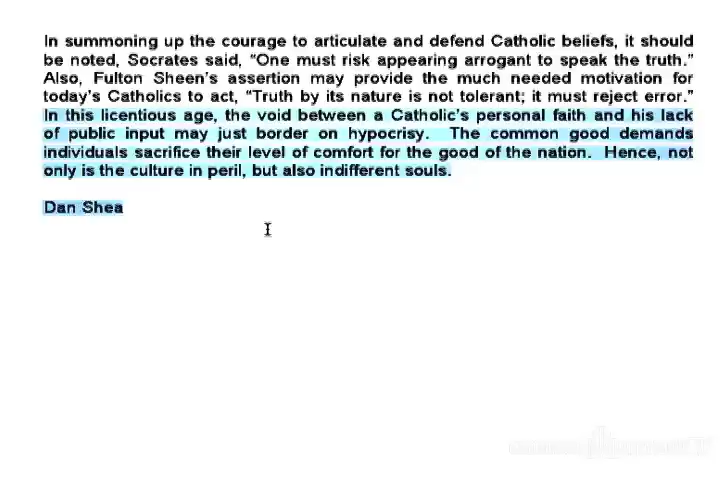 In summoning up the courage to articulate and defend Catholic beliefs, it should
be noted, Socrates said, “One must risk appearing arrogant to speak the truth.”
Also, Fulton Sheen’s assertion may provide the much needed motivation for
today’s Catholics to act, “Truth by its nature is not tolerant; it must reject error.”
In this licentious age, the void between a Catholic’s personal faith and his lack
of public input may just border on hypocrisy.  The common good demands
individuals sacrifice their level of comfort for the good of the nation.  Hence, not
only is the culture in peril, but also indifferent souls.
Dan Shea